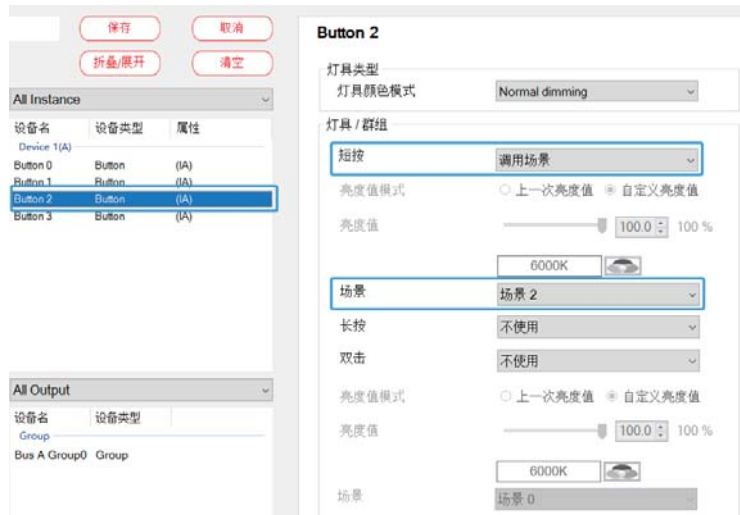 保存
取消
折叠/展开
清空
All Instance
设备名 设备类型 属性
Device 1(A)
Button 0 Button (IA)
Button 1 Button (IA)
Button 2 Button (IA)
Button 3 Button (IA)
All Output
设备名 设备类型
Group
Bus A Group0 Group
Button 2
灯具类型
灯具颜色模式 Normal dimming
灯具 / 群组
短按 调用场景
亮度值模式 上一次亮度值 自定义亮度值
亮度值 100.0 100 %
6000K
场景 场景 2
长按 不使用
双击 不使用
亮度值模式 上一次亮度值 自定义亮度值
亮度值 100.0 100 %
6000K
场景 场景 0